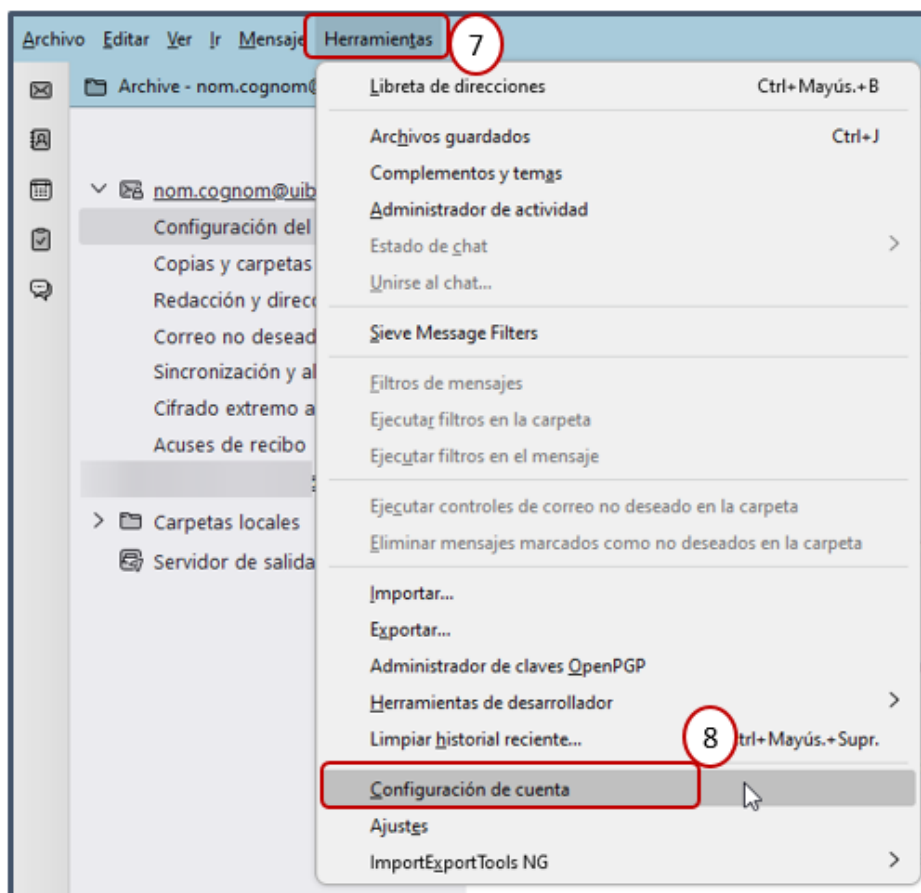 Archivo Editar Ver Ir Mensaje Herramientas 7
Archive - nom.cognom@
nom.cognom@uib
Configuración del
Copias y carpetas
Redacción y direcc
Correo no desead
Sincronización y al
Cifrado extremo a
Acuses de recibo
Carpetas locales
Servidor de salida
Libreta de direcciones Ctrl+Mayús.+B
Archivos guardados Ctrl+J
Complementos y temas
Administrador de actividad
Estado de chat
Unirse al chat...
Sieve Message Filters
Filtros de mensajes
Ejecutar filtros en la carpeta
Ejecutar filtros en el mensaje
Ejecutar controles de correo no deseado en la carpeta
Eliminar mensajes marcados como no deseados en la carpeta
Importar...
Exportar...
Administrador de claves OpenPGP
Herramientas de desarrollador
Limpiar historial reciente... 8 trl+Mayús.+Supr.
Configuración de cuenta
Ajustes
ImportExportTools NG